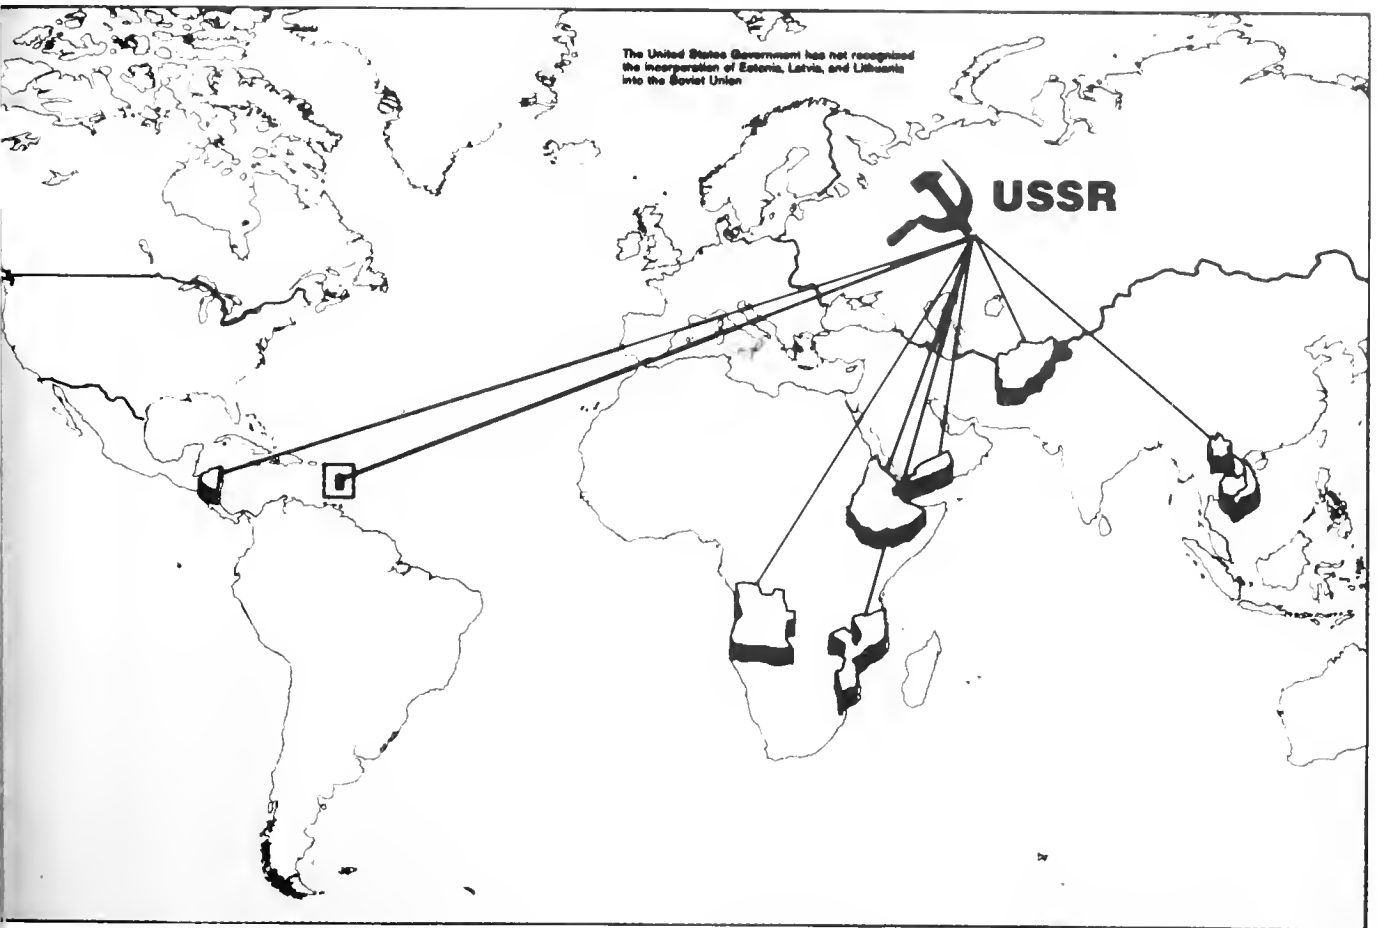 The United States Government has not recognized
the incorporation of Estonia, Latvia, and Lithuania
into the Soviet Union
USSR